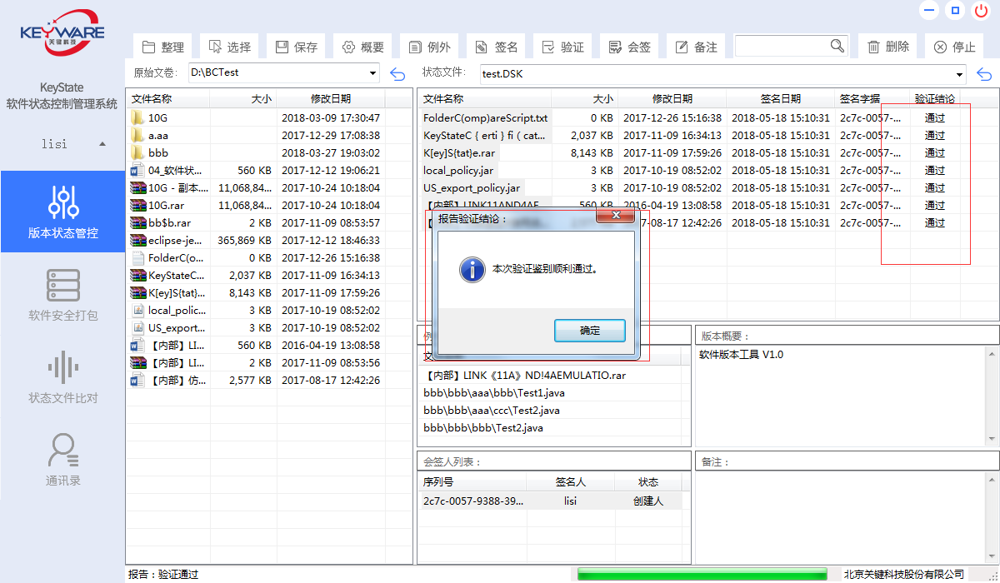 KEYWARE
关键科技
KeyState
软件状态控制管理系统
lisi
版本状态管控
软件安全打包
状态文件比对
通讯录
整理 选择 保存 概要 例外 签名 验证 会签 备注 删除 停止
原始文卷: D:\BCTest
状态文件: test.DSK
文件名称 大小 修改日期
10G 2018-03-09 17:30:47
a.aa 2017-12-29 17:08:38
bbb 2018-03-27 19:03:02
04_软件状... 560 KB 2017-12-12 19:06:21
10G - 副本.... 11,068,84... 2017-10-24 10:18:04
10G.rar 11,068,84... 2017-10-24 10:18:04
bb$b.rar 2 KB 2017-11-09 08:53:57
eclipse-je... 365,869 KB 2017-12-12 18:46:33
FolderC(o... 0 KB 2017-12-26 15:16:38
KeyStateC... 2,037 KB 2017-11-09 16:34:13
K[ey]S{tat}... 8,143 KB 2017-11-09 17:59:26
local_polic... 3 KB 2017-10-19 08:52:02
US_export... 3 KB 2017-10-19 08:52:02
【内部】LI... 560 KB 2016-04-19 13:08:58
【内部】LI... 2 KB 2017-11-09 08:53:56
【内部】仿... 2,577 KB 2017-08-17 12:42:26
文件名称 大小 修改日期 签名日期 签名字据 验证结论
FolderC(omp)areScript.txt 0 KB 2017-12-26 15:16:38 2018-05-18 15:10:31 2c7c-0057-... 通过
KeyStateC { erti } fi ( cat... 2,037 KB 2017-11-09 16:34:13 2018-05-18 15:10:31 2c7c-0057-... 通过
K[ey]S{tat}e.rar 8,143 KB 2017-11-09 17:59:26 2018-05-18 15:10:31 2c7c-0057-... 通过
local_policy.jar 3 KB 2017-10-19 08:52:02 2018-05-18 15:10:31 2c7c-0057-... 通过
US_export_policy.jar 3 KB 2017-10-19 08:52:02 2018-05-18 15:10:31 2c7c-0057-... 通过
【内部】LINK11AND4AE 560 KB 2016-04-19 13:08:58 2018-05-18 15:10:31 2c7c-0057-... 通过
-08-17 12:42:26 2018-05-18 15:10:31 2c7c-0057-... 通过
报告验证结论：
本次验证鉴别顺利通过。
确定
【内部】LINK《11A》ND!4AEMULATIO.rar
bbb\bbb\aaa\bbb\Test1.java
bbb\bbb\aaa\ccc\Test2.java
bbb\bbb\bbb\Test2.java
版本概要：
软件版本工具 V1.0
会签人列表：
序列号 签名人 状态
2c7c-0057-9388-39... lisi 创建人
备注：
报告：验证通过
北京关键科技股份有限公司